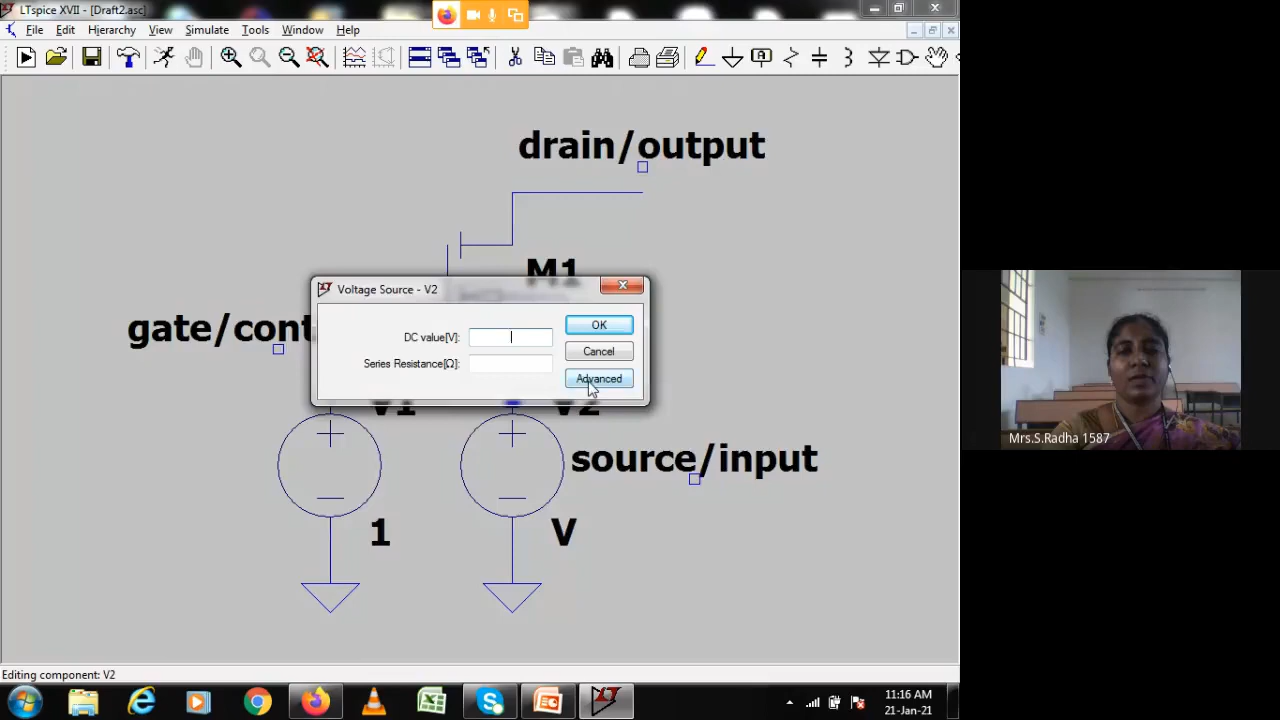 LTspice XVII - [Draft2.asc]
File Edit Hierarchy View Simulate Tools Window Help
drain/output
M1
gate/cont
Voltage Source - V2
DC value[V]:
Series Resistance[Ω]:
OK
Cancel
Advanced
V1
V2
source/input
1
V
Mrs.S.Radha 1587
Editing component: V2
11:16 AM
21-Jan-21